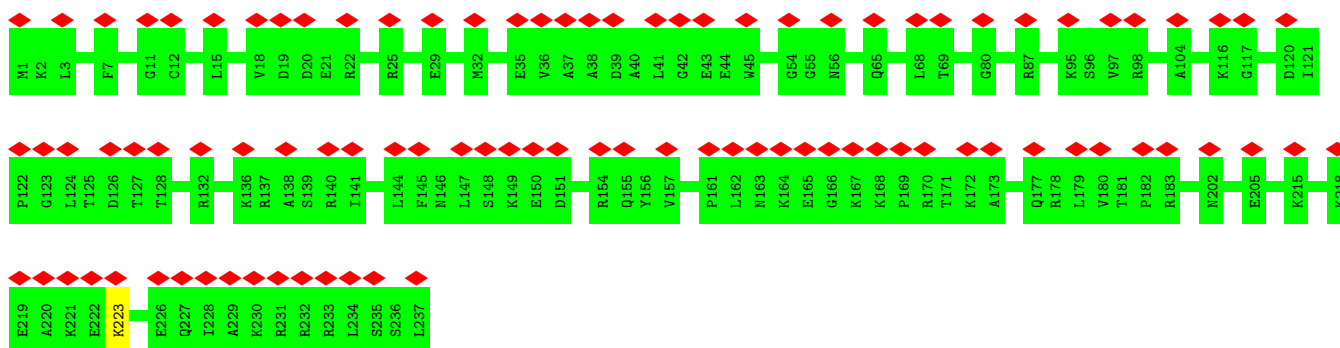 M1 K2 L3 F7 G11 C12 L15 V18 D19 D20 E21 R22 R25 E29 M32 E35 V36 A37 A38 D39 A40 L41 G42 E43 E44 W45 G54 G55 N56 Q65 L68 T69 G80 R87 K95 S96 V97 R98 A104 K116 G117 D120 I121
P122 G123 L124 T125 D126 T127 T128 R132 K136 R137 A138 S139 R140 I141 L144 F145 N146 L147 S148 K149 E150 D151 R154 Q155 Y156 V157 P161 L162 N163 K164 E165 G166 K167 K168 P169 R170 T171 K172 A173 Q177 R178 L179 V180 T181 P182 R183 N202 E205 K215 K218
E219 A220 K221 E222 K223 E226 Q227 I228 A229 K230 R231 R232 R233 L234 S235 S236 L237